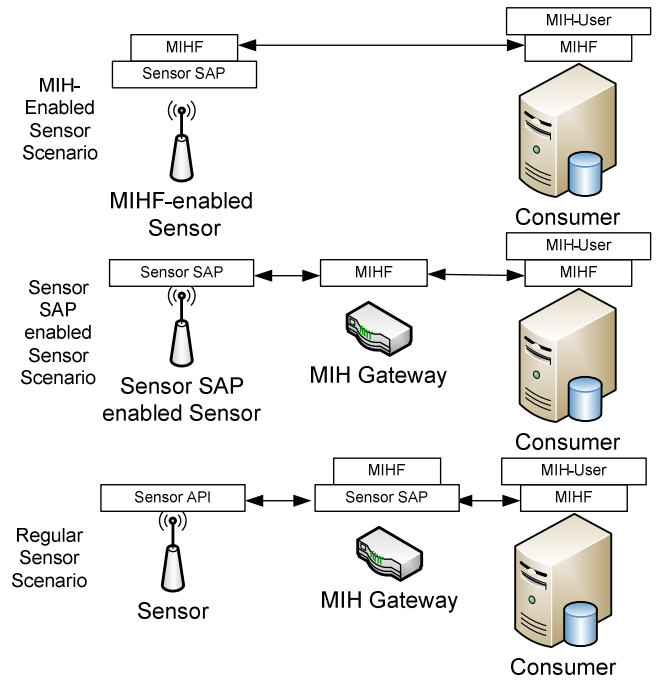 MIH-User
MIHF
MIHF
Sensor SAP
MIH-
Enabled
Sensor
Scenario
MIHF-enabled
Sensor
Consumer
MIH-User
Sensor SAP
MIHF
MIHF
Sensor
SAP
enabled
Sensor
Scenario
Sensor SAP
enabled Sensor
MIH Gateway
Consumer
MIHF
MIH-User
Sensor API
Sensor SAP
MIHF
Regular
Sensor
Scenario
Sensor
MIH Gateway
Consumer